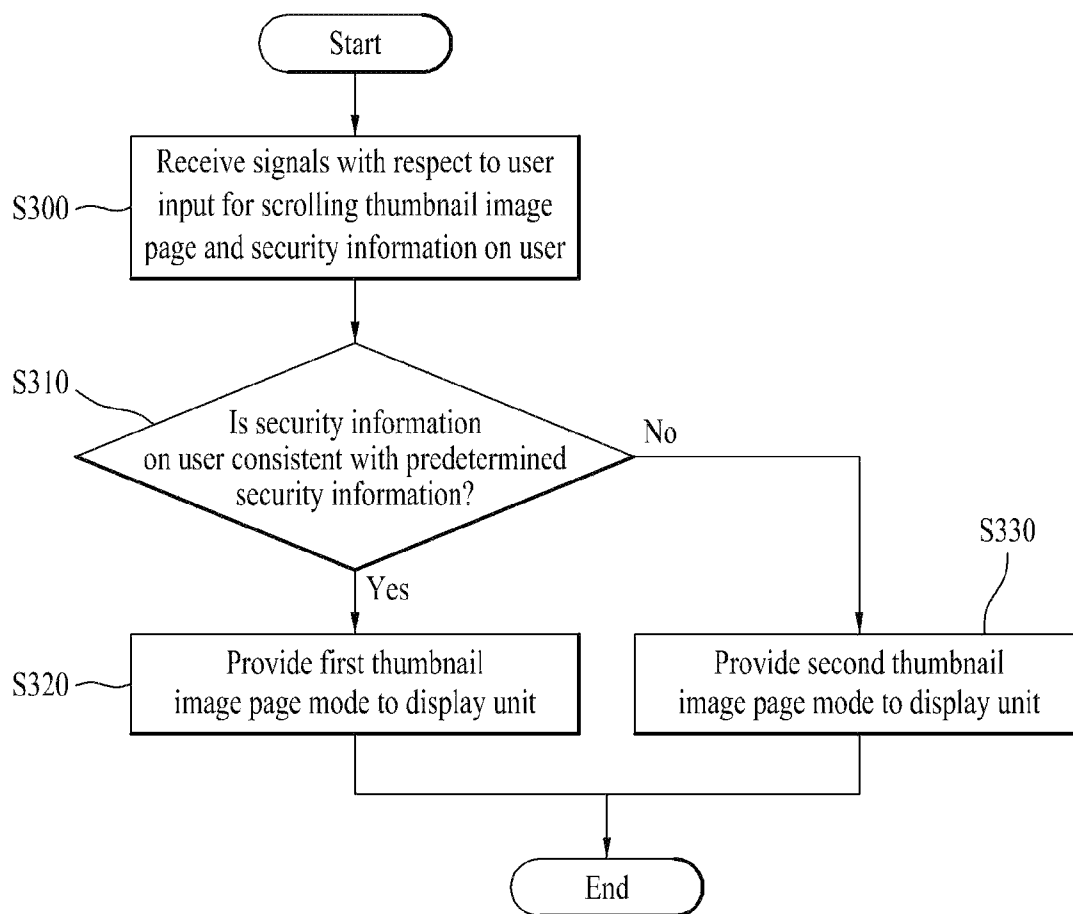 Start
Receive signals with respect to user
input for scrolling thumbnail image
page and security information on user
S300
S310
Is security information
on user consistent with predetermined
security information?
No
Yes
S330
S320
Provide first thumbnail
image page mode to display unit
Provide second thumbnail
image page mode to display unit
End